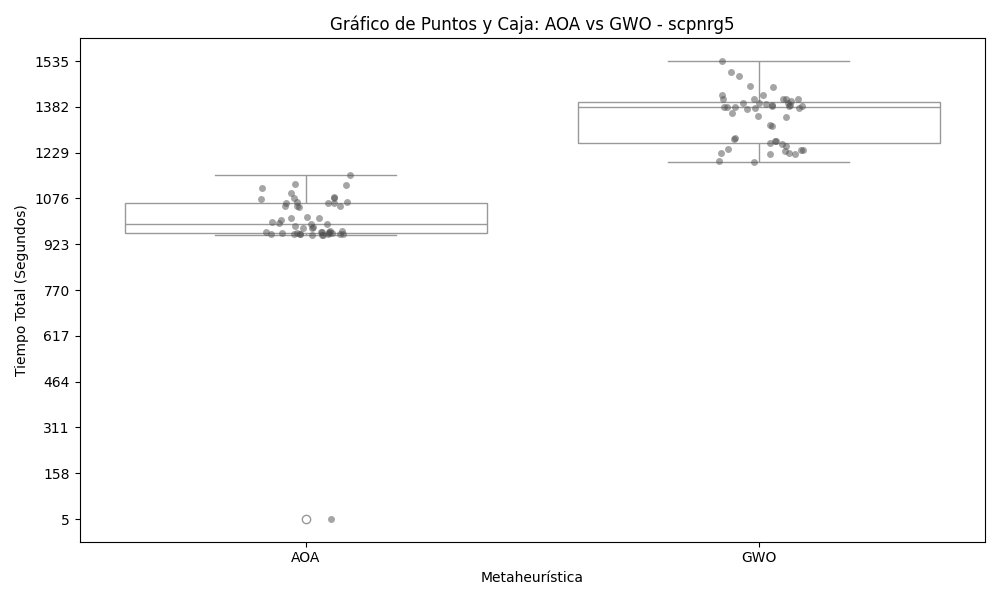 Gráfico de Puntos y Caja: AOA vs GWO - scpnrg5
Tiempo Total (Segundos)
1535
1382
1229
1076
923
770
617
464
311
158
5
AOA
GWO
Metaheurística